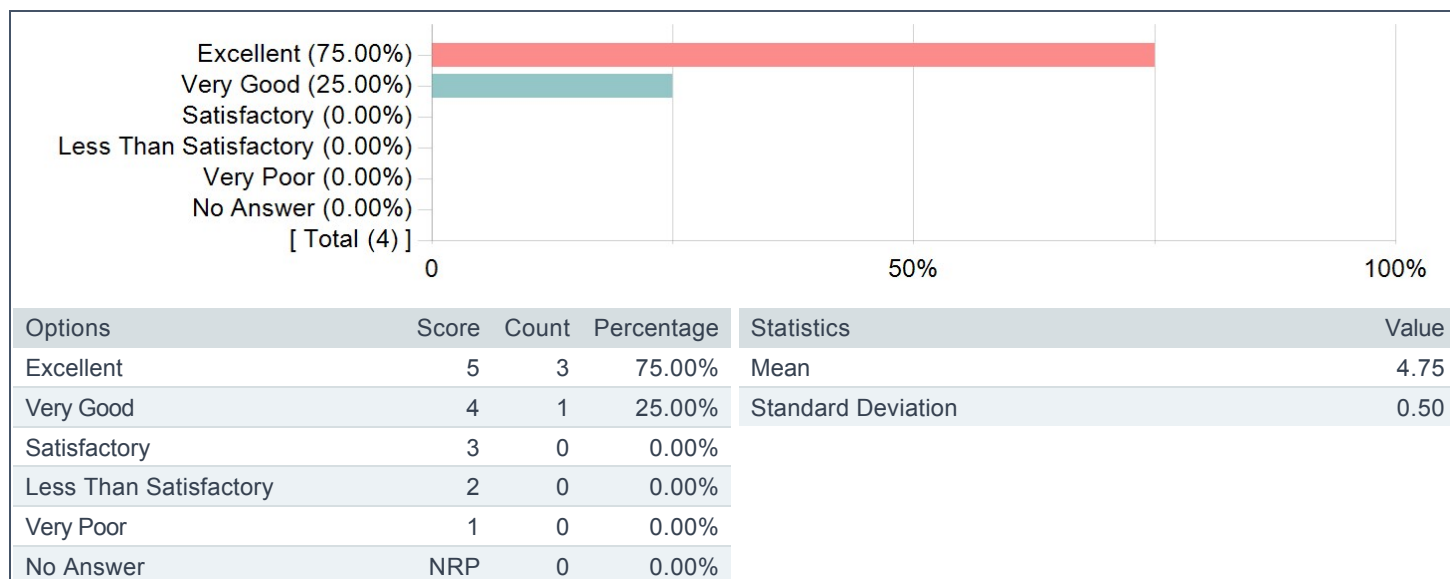 Excellent (75.00%)
Very Good (25.00%)
Satisfactory (0.00%)
Less Than Satisfactory (0.00%)
Very Poor (0.00%)
No Answer (0.00%)
[ Total (4) ]
0 50% 100%
Options Score Count Percentage
Excellent 5 3 75.00%
Very Good 4 1 25.00%
Satisfactory 3 0 0.00%
Less Than Satisfactory 2 0 0.00%
Very Poor 1 0 0.00%
No Answer NRP 0 0.00%
Statistics Value
Mean 4.75
Standard Deviation 0.50